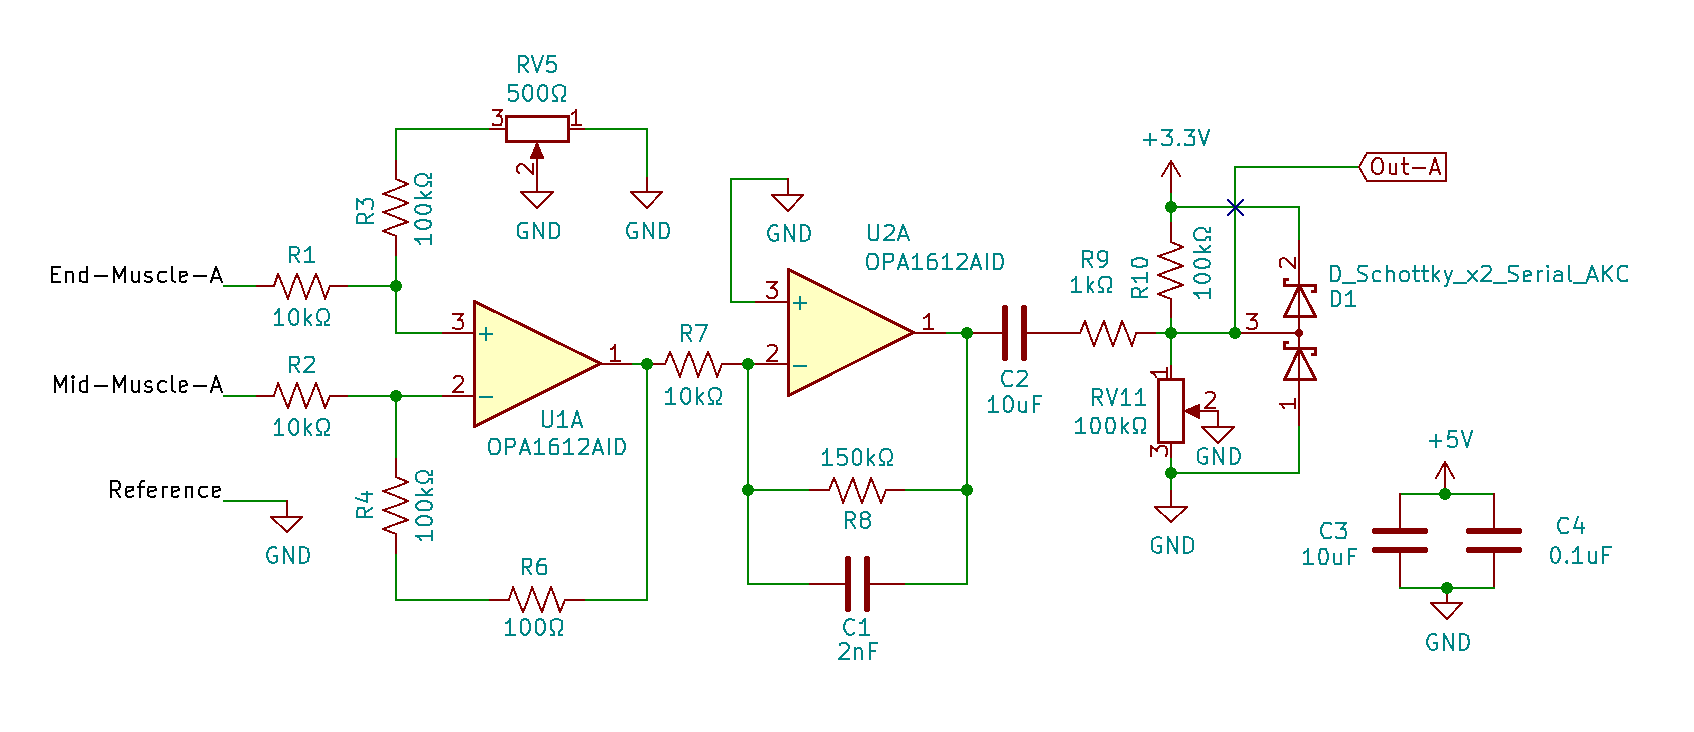 RV5
500Ω
3
1
2
GND
GND
R3
100kΩ
End-Muscle-A
R1
10kΩ
Mid-Muscle-A
R2
10kΩ
Reference
GND
R4
100kΩ
3
+
2
−
1
U1A
OPA1612AID
R6
100Ω
R7
10kΩ
GND
U2A
OPA1612AID
3
+
2
−
1
150kΩ
R8
C1
2nF
C2
10uF
R9
1kΩ
+3.3V
R10
100kΩ
Out-A
RV11
100kΩ
1
2
3
GND
GND
2
3
1
D_Schottky_x2_Serial_AKC
D1
+5V
C3
10uF
C4
0.1uF
GND